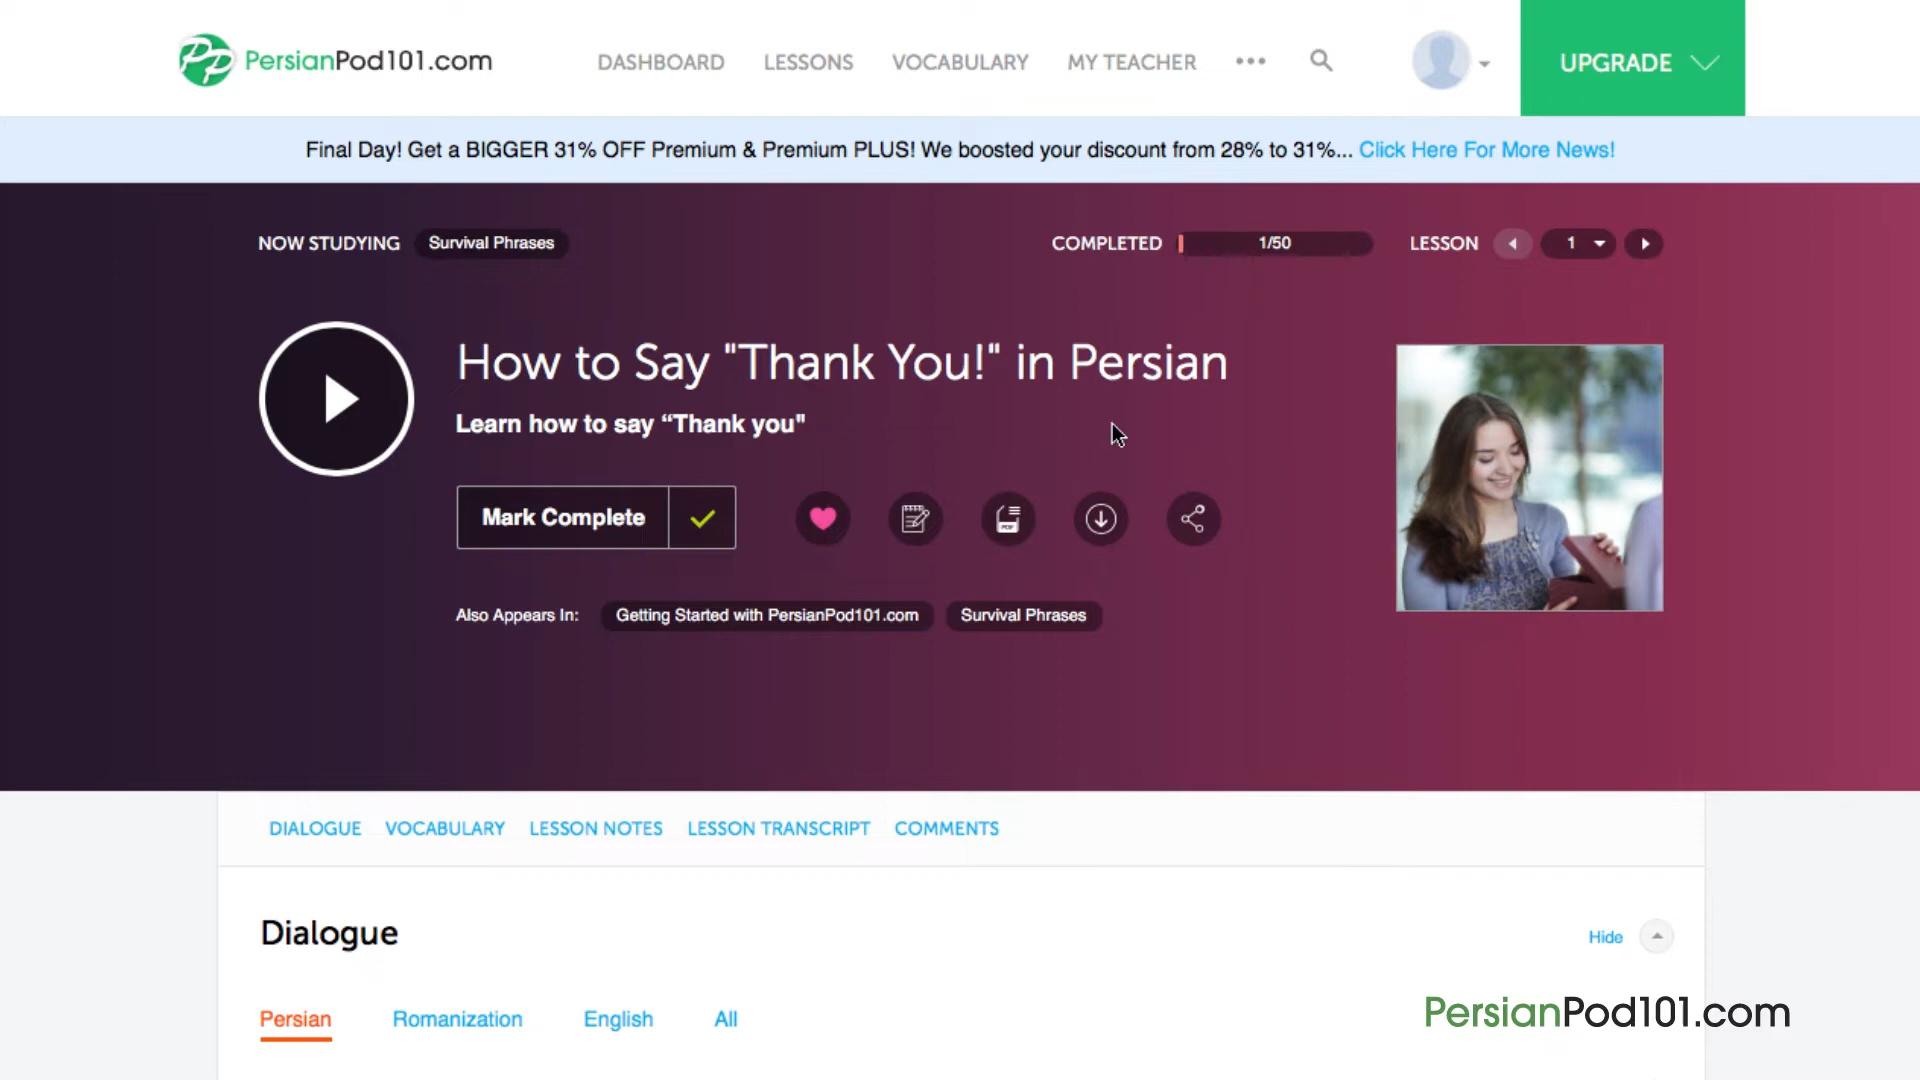 PersianPod101.com
DASHBOARD LESSONS VOCABULARY MY TEACHER ••• UPGRADE
Final Day! Get a BIGGER 31% OFF Premium & Premium PLUS! We boosted your discount from 28% to 31%... Click Here For More News!
NOW STUDYING Survival Phrases COMPLETED 1/50 LESSON 1
How to Say "Thank You!" in Persian
Learn how to say “Thank you"
Mark Complete
PDF
Also Appears In: Getting Started with PersianPod101.com Survival Phrases
DIALOGUE VOCABULARY LESSON NOTES LESSON TRANSCRIPT COMMENTS
Dialogue
Hide
Persian Romanization English All
PersianPod101.com